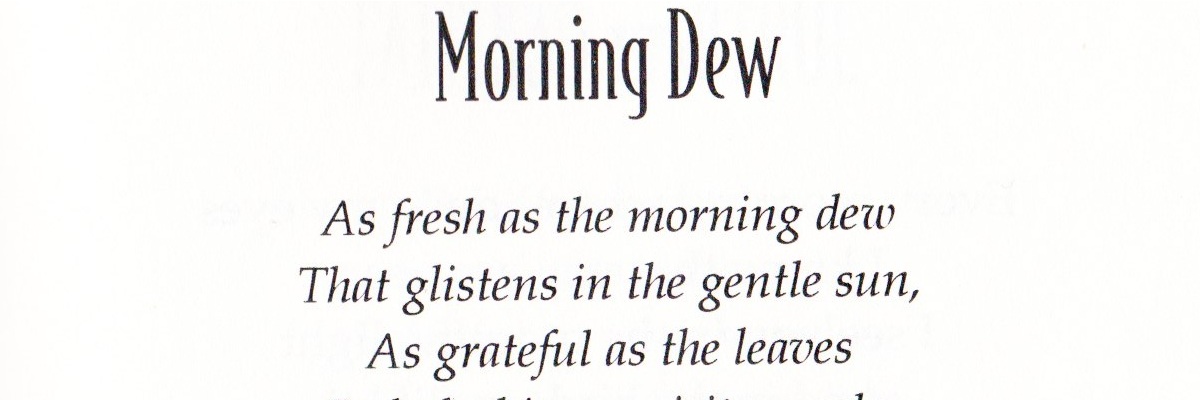 Morning Dew
As fresh as the morning dew
That glistens in the gentle sun,
As grateful as the leaves